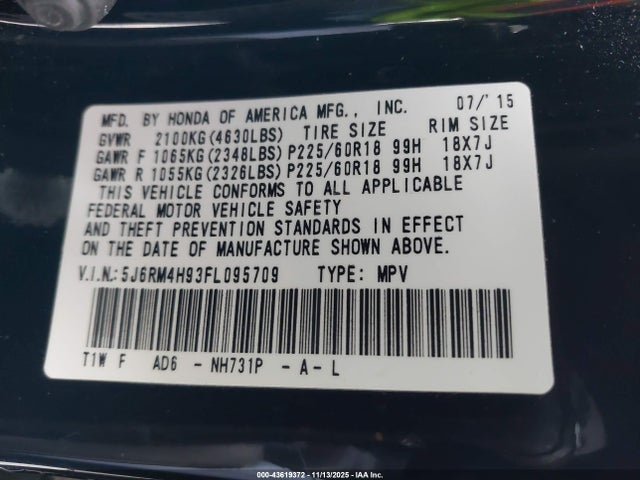 MFD. BY HONDA OF AMERICA MFG., INC. 07/'15
GVWR 2100KG(4630LBS) TIRE SIZE RIM SIZE
GAWR F 1065KG(2348LBS) P225/60R18 99H 18X7J
GAWR R 1055KG(2326LBS) P225/60R18 99H 18X7J
THIS VEHICLE CONFORMS TO ALL APPLICABLE
FEDERAL MOTOR VEHICLE SAFETY
AND THEFT PREVENTION STANDARDS IN EFFECT
ON THE DATE OF MANUFACTURE SHOWN ABOVE.
V.I.N.:5J6RM4H93FL095709 TYPE: MPV
T1W F AD6 - NH731P - A - L
000-43619372 - 11/13/2025 - IAA Inc.